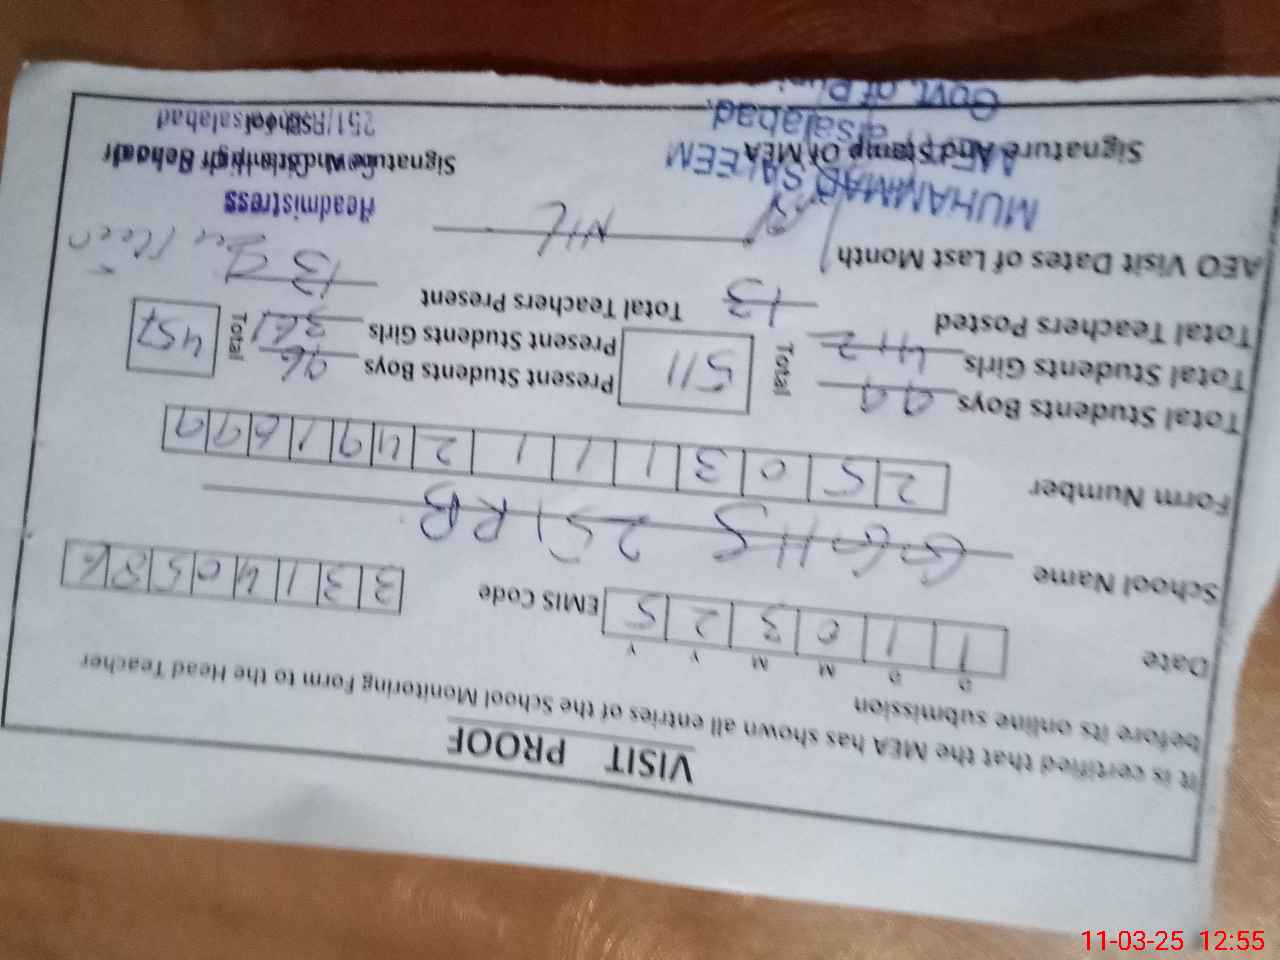 VISIT PROOF
It is certified that the MEA has shown all entries of the School Monitoring Form to the Head Teacher
before its online submission
D D M M Y Y
Date 1 1 0 3 2 5 EMIS Code 3 3 1 4 0 5 8 6
School Name GGHS 251 RB
Form Number 2 5 0 3 1 1 1 2 4 9 1 6 9 9
Total Students Boys 99 Total 511 Present Students Boys 96 Total 457
Total Students Girls 412 Present Students Girls 361
Total Teachers Posted 13 Total Teachers Present 13
AEO Visit Dates of Last Month NIL
MUHAMMAD SALEEM Headmistress
Signature And Stamp Of MEA Signature And Stamp of School
Faisalabad. 251/RB Faisalabad
Govt. of
11-03-25 12:55